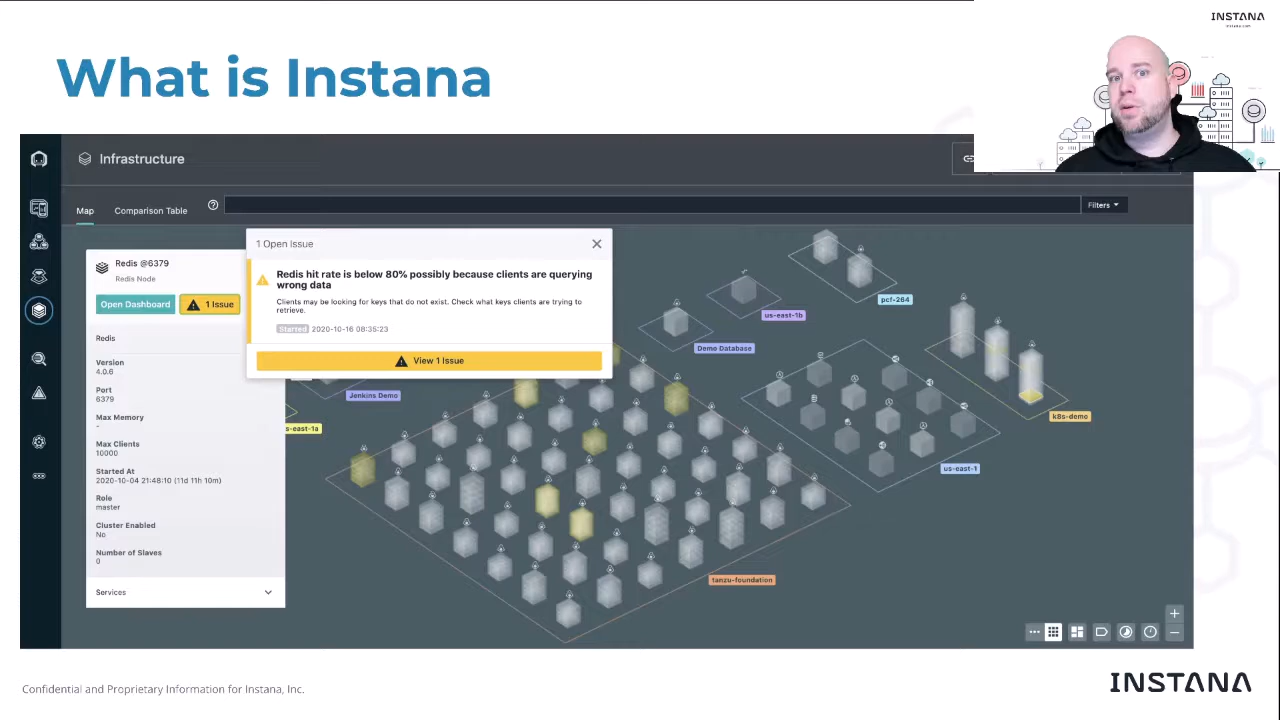 INSTANA
What is Instana
Infrastructure
Map
Comparison Table
Filters
Redis @6379
Redis Node
Open Dashboard
1 Issue
Redis
Version
4.0.6
Port
6379
Max Memory
-
Max Clients
10000
Started At
2020-10-04 21:48:10 (11d 11h 10m)
Role
master
Cluster Enabled
No
Number of Slaves
0
Services
1 Open Issue
Redis hit rate is below 80% possibly because clients are querying
wrong data
Clients may be looking for keys that do not exist. Check what keys clients are trying to
retrieve.
Started 2020-10-16 08:35:23
View 1 Issue
pcf-264
us-east-1b
Demo Database
Jenkins Demo
k8s-demo
s-east-1a
us-east-1
tanzu-foundation
Confidential and Proprietary Information for Instana, Inc.
INSTANA